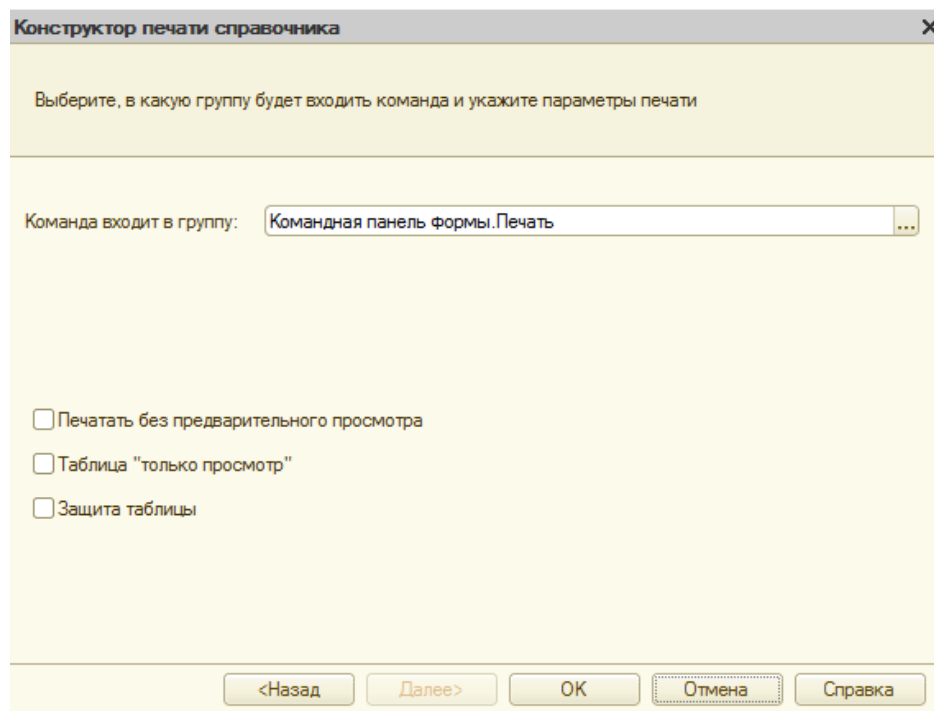 Конструктор печати справочника
Выберите, в какую группу будет входить команда и укажите параметры печати
Команда входит в группу: Командная панель формы.Печать ...
Печатать без предварительного просмотра
Таблица "только просмотр"
Защита таблицы
<Назад Далее> OK Отмена Справка